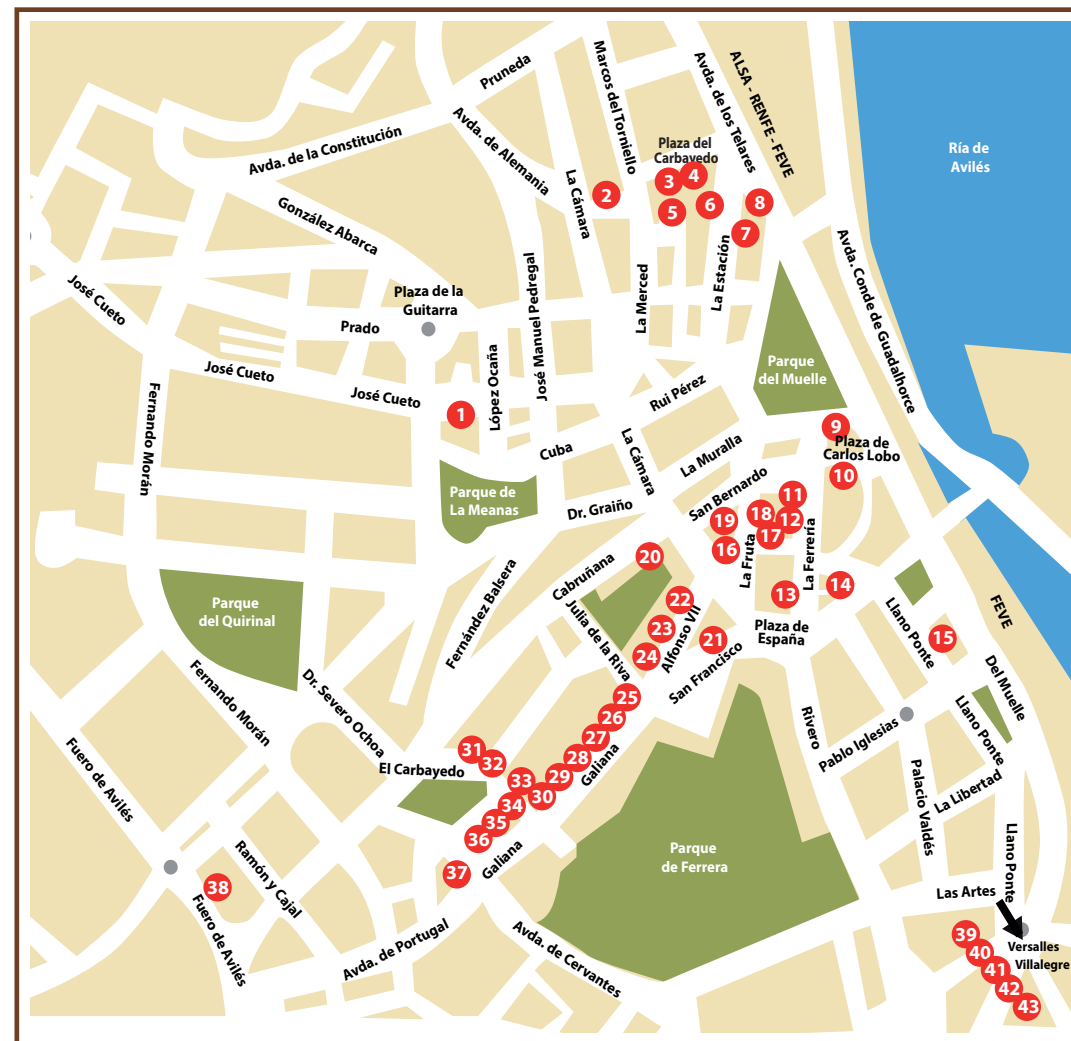 Pruneda
Marcos del Torniello
Avda. de los Telares
ALSA - RENFE - FEVE
Avda. de la Constitución
Avda. de Alemania
Plaza del
Carbayedo
Ría de
Avilés
La Cámara
2
3
4
5
6
7
8
González Abarca
José Cueto
Plaza de la
Guitarra
Prado
José Manuel Pedregal
La Merced
La Estación
Avda. Conde de Guadalhorce
José Cueto
José Cueto
López Ocaña
1
Parque
del Muelle
Rui Pérez
Fernando Morán
Cuba
La Cámara
La Muralla
9
Plaza de
Carlos Lobo
10
Parque de
La Meanas
Dr. Graiño
San Bernardo
11
18
12
19
17
16
La Fruta
La Ferrería
20
Cabruñana
Fernández Balsera
Julia de la Riva
22
23
24
Alfonso VII
21
San Francisco
13
14
Plaza de
España
Llano Ponte
15
FEVE
Del Muelle
Parque
del Quirinal
Fernando Morán
Dr. Severo Ochoa
25
26
27
28
29
30
Galiana
Rivero
Pablo Iglesias
Llano Ponte
Fuero de Avilés
31
32
El Carbayedo
33
34
35
36
37
Galiana
La Libertad
Palacio Valdés
Llano Ponte
Parque
de Ferrera
Ramón y Cajal
38
Fuero de Avilés
Avda. de Portugal
Avda. de Cervantes
Las Artes
39
40
41
42
43
Versalles
Villalegre